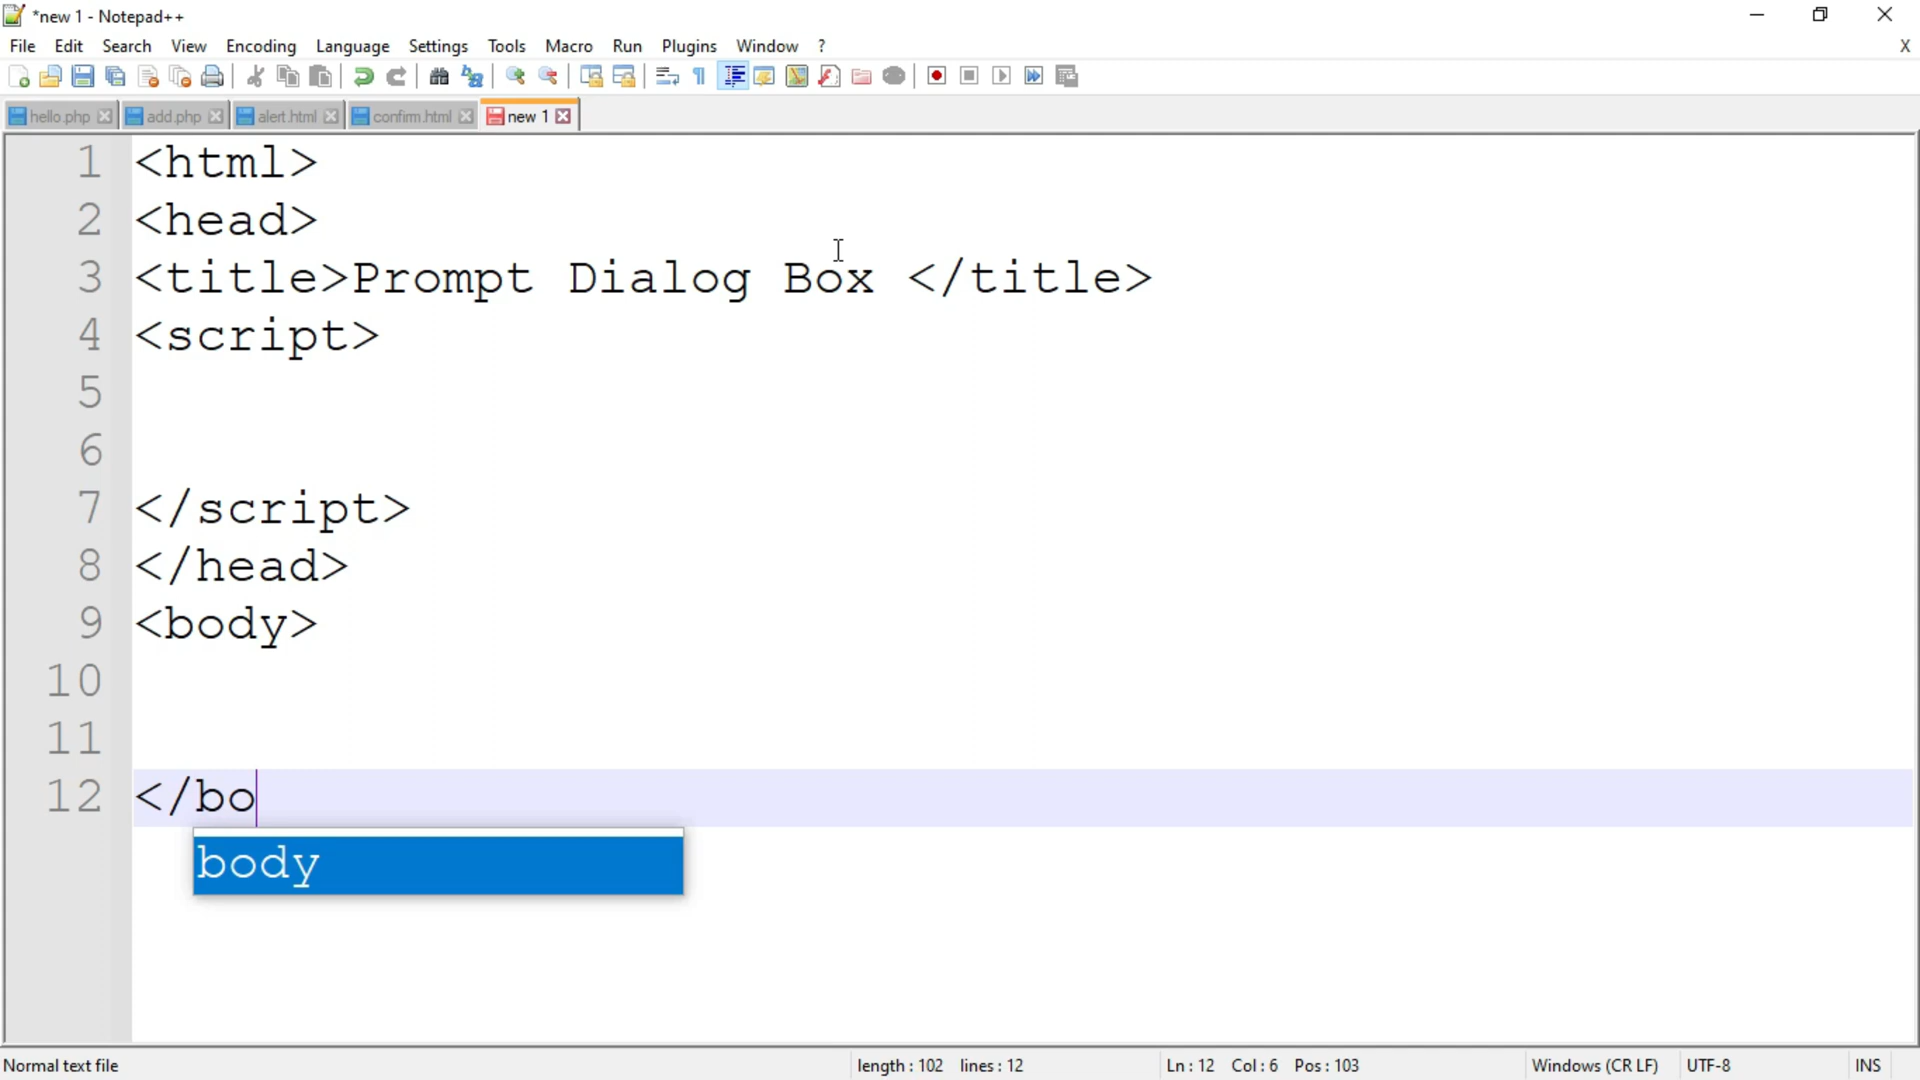 *new 1 - Notepad++
File Edit Search View Encoding Language Settings Tools Macro Run Plugins Window ? X
hello.php add.php alert.html confirm.html new 1
1 <html>
2 <head>
3 <title>Prompt Dialog Box </title>
4 <script>
5
6
7 </script>
8 </head>
9 <body>
10
11
12 </bo
body
Normal text file length : 102 lines : 12 Ln : 12 Col : 6 Pos : 103 Windows (CR LF) UTF-8 INS